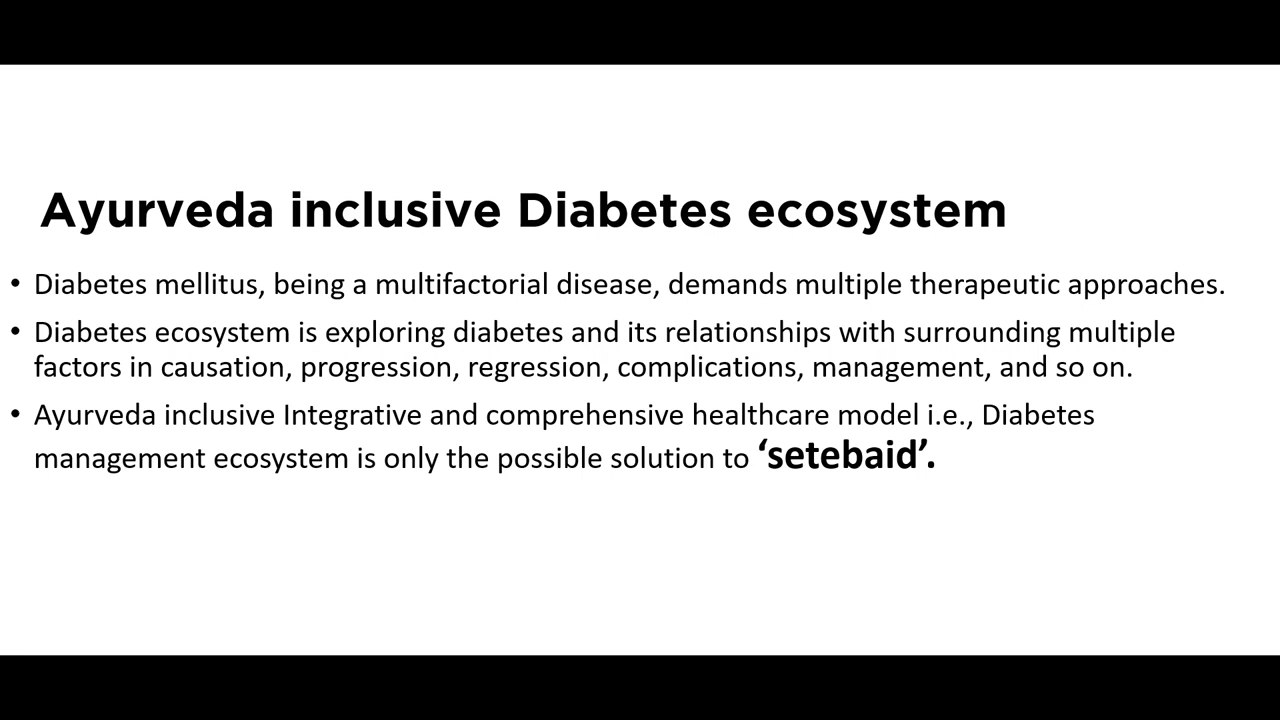 Ayurveda inclusive Diabetes ecosystem
• Diabetes mellitus, being a multifactorial disease, demands multiple therapeutic approaches.
• Diabetes ecosystem is exploring diabetes and its relationships with surrounding multiple
factors in causation, progression, regression, complications, management, and so on.
• Ayurveda inclusive Integrative and comprehensive healthcare model i.e., Diabetes
management ecosystem is only the possible solution to ‘setebaid’.